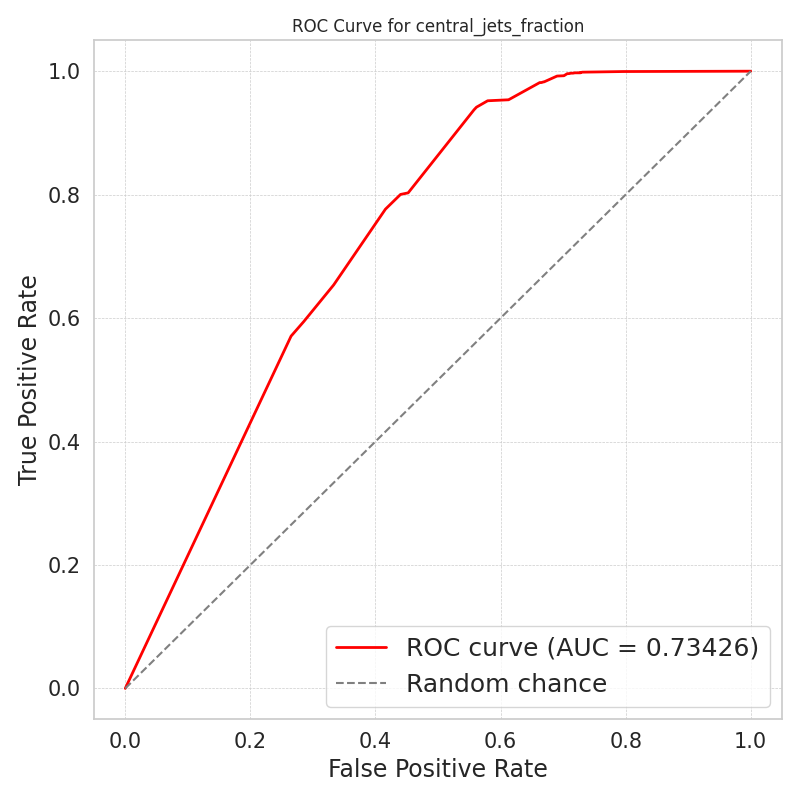 ROC Curve for central_jets_fraction
True Positive Rate
1.0
0.8
0.6
0.4
0.2
0.0
ROC curve (AUC = 0.73426)
Random chance
0.0 0.2 0.4 0.6 0.8 1.0
False Positive Rate